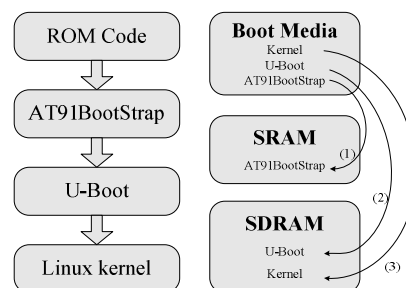 ROM Code
AT91BootStrap
U-Boot
Linux kernel
Boot Media
Kernel
U-Boot
AT91BootStrap
SRAM
AT91BootStrap
(1)
(2)
SDRAM
U-Boot
Kernel
(3)